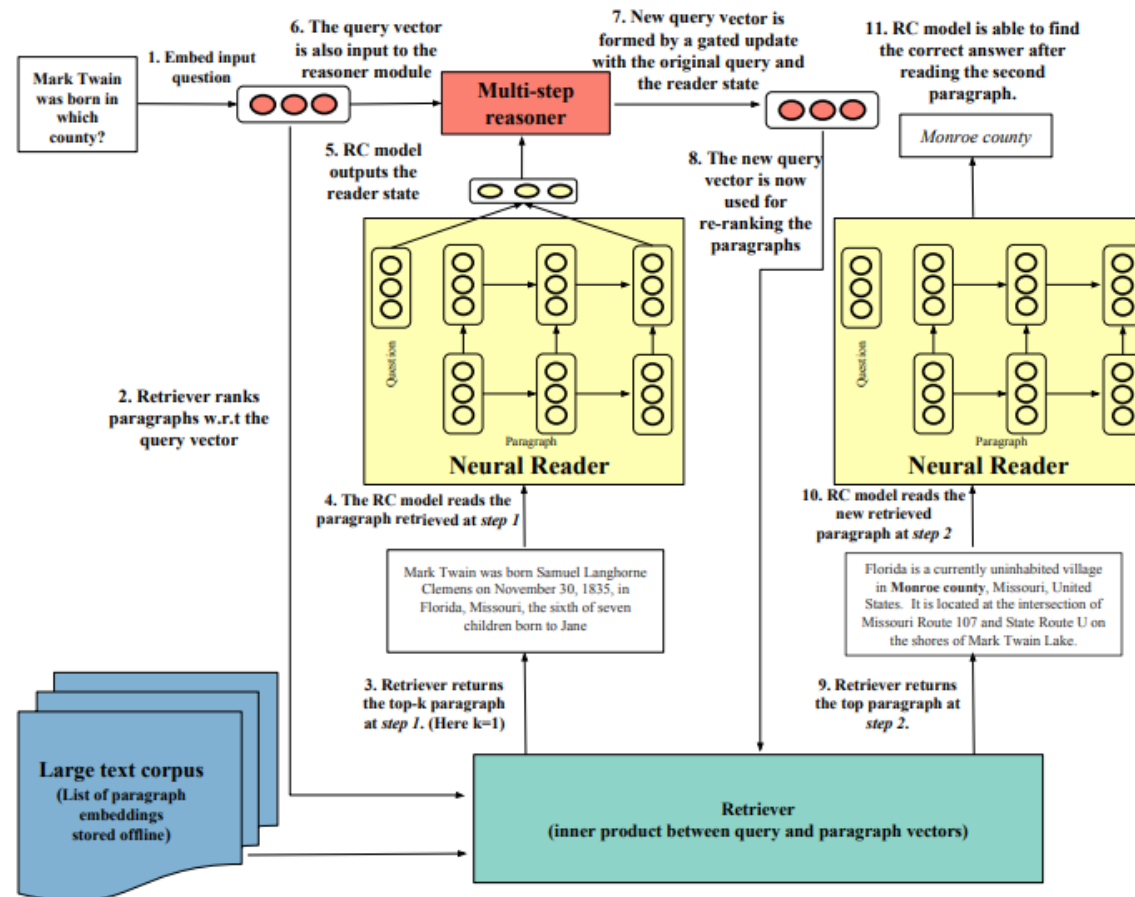 Mark Twain
was born in
which
county?
1. Embed input
question
6. The query vector
is also input to the
reasoner module
Multi-step
reasoner
7. New query vector is
formed by a gated update
with the original query and
the reader state
11. RC model is able to find
the correct answer after
reading the second
paragraph.
Monroe county
5. RC model
outputs the
reader state
8. The new query
vector is now
used for
re-ranking the
paragraphs
2. Retriever ranks
paragraphs w.r.t the
query vector
Question
Paragraph
Neural Reader
Question
Paragraph
Neural Reader
4. The RC model reads the
paragraph retrieved at step 1
10. RC model reads the
new retrieved
paragraph at step 2
Mark Twain was born Samuel Langhorne
Clemens on November 30, 1835, in
Florida, Missouri, the sixth of seven
children born to Jane
Florida is a currently uninhabited village
in Monroe county, Missouri, United
States. It is located at the intersection of
Missouri Route 107 and State Route U on
the shores of Mark Twain Lake.
3. Retriever returns
the top-k paragraph
at step 1. (Here k=1)
9. Retriever returns
the top paragraph at
step 2.
Large text corpus
(List of paragraph
embeddings
stored offline)
Retriever
(inner product between query and paragraph vectors)